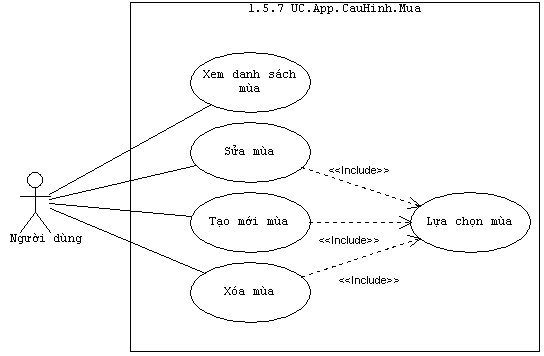 1.5.7 UC.App.CauHinh.Mua
Xem danh sách
mùa
Sửa mùa
<<Include>>
Tạo mới mùa
Lựa chọn mùa
Người dùng
<<Include>>
<<Include>>
Xóa mùa